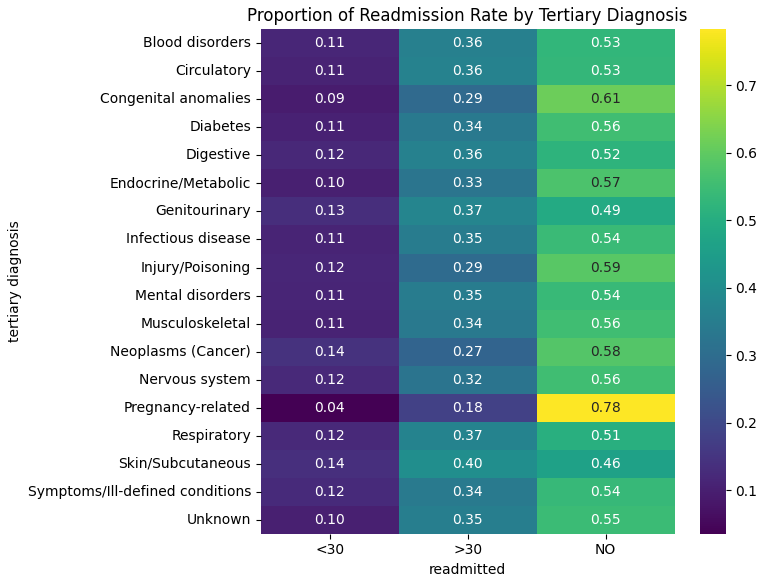 Proportion of Readmission Rate by Tertiary Diagnosis
tertiary diagnosis
Blood disorders 0.11 0.36 0.53
Circulatory 0.11 0.36 0.53
Congenital anomalies 0.09 0.29 0.61
Diabetes 0.11 0.34 0.56
Digestive 0.12 0.36 0.52
Endocrine/Metabolic 0.10 0.33 0.57
Genitourinary 0.13 0.37 0.49
Infectious disease 0.11 0.35 0.54
Injury/Poisoning 0.12 0.29 0.59
Mental disorders 0.11 0.35 0.54
Musculoskeletal 0.11 0.34 0.56
Neoplasms (Cancer) 0.14 0.27 0.58
Nervous system 0.12 0.32 0.56
Pregnancy-related 0.04 0.18 0.78
Respiratory 0.12 0.37 0.51
Skin/Subcutaneous 0.14 0.40 0.46
Symptoms/Ill-defined conditions 0.12 0.34 0.54
Unknown 0.10 0.35 0.55
<30 >30 NO
readmitted
0.7
0.6
0.5
0.4
0.3
0.2
0.1